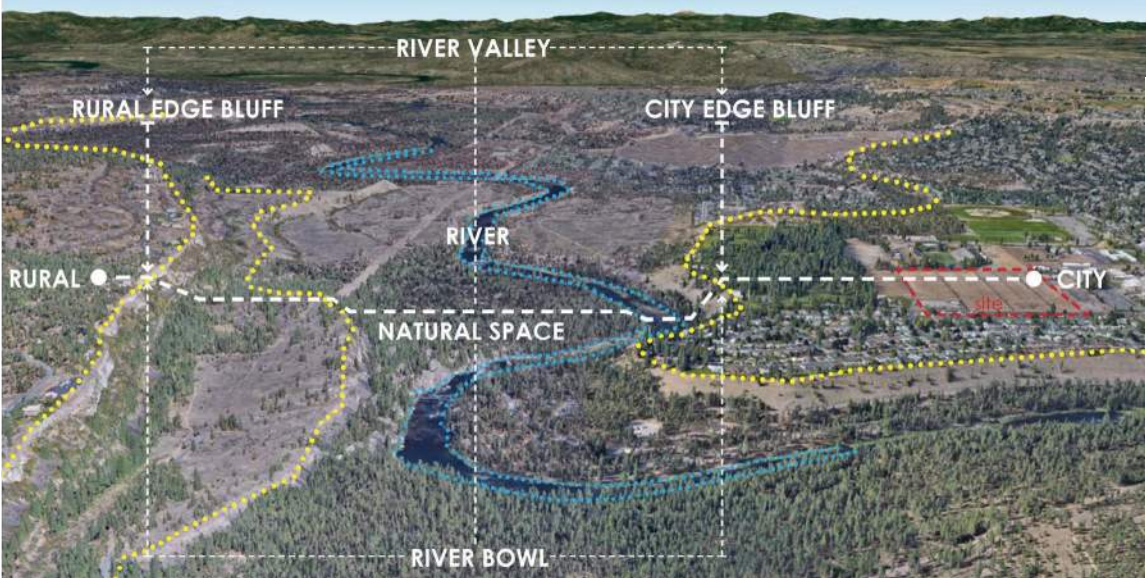 RIVER VALLEY
RURAL EDGE BLUFF
CITY EDGE BLUFF
RIVER
RURAL
CITY
site
NATURAL SPACE
RIVER BOWL